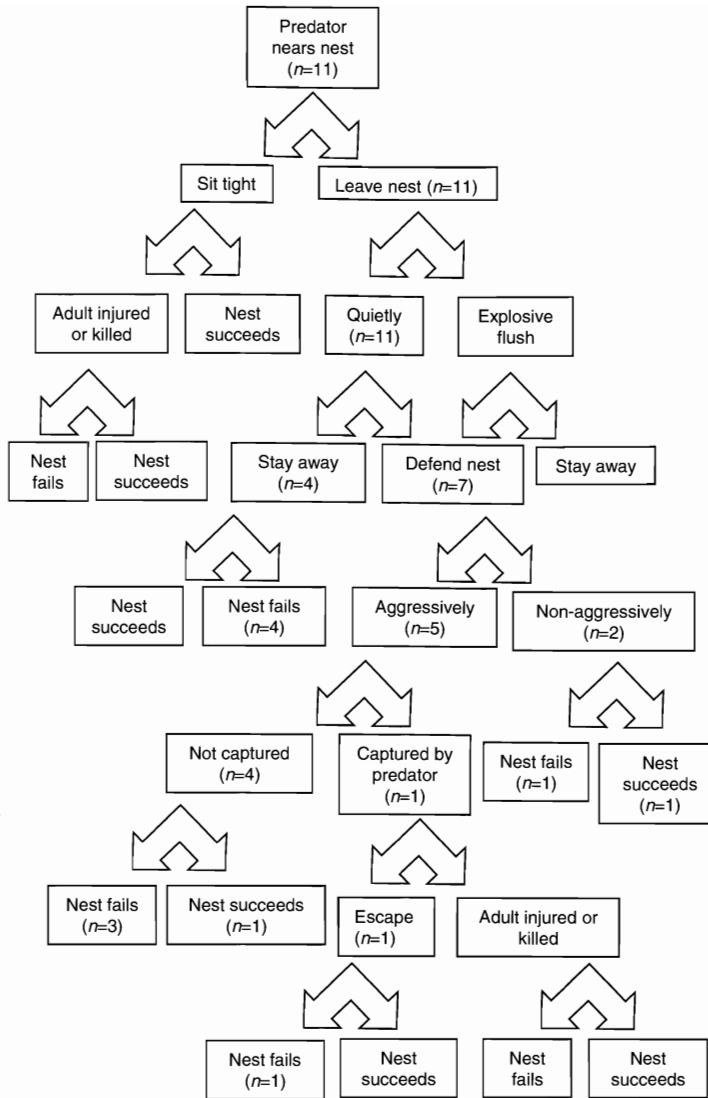 Predator
nears nest
(n=11)
Sit tight
Leave nest (n=11)
Adult injured
or killed
Nest
succeeds
Quietly
(n=11)
Explosive
flush
Nest
fails
Nest
succeeds
Stay away
(n=4)
Defend nest
(n=7)
Stay away
Nest
succeeds
Nest fails
(n=4)
Aggressively
(n=5)
Non-aggressively
(n=2)
Not captured
(n=4)
Captured by
predator
(n=1)
Nest fails
(n=1)
Nest
succeeds
(n=1)
Nest fails
(n=3)
Nest succeeds
(n=1)
Escape
(n=1)
Adult injured or
killed
Nest fails
(n=1)
Nest
succeeds
Nest
fails
Nest
succeeds